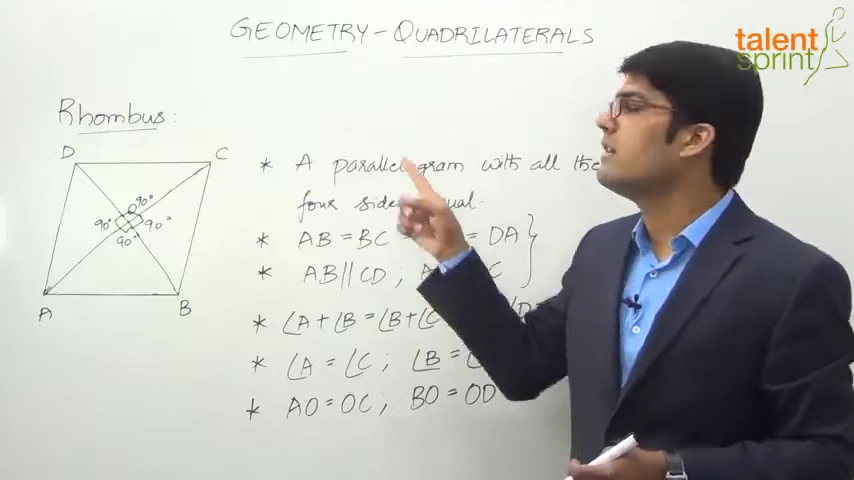 GEOMETRY - QUADRILATERALS
talent
sprint
Rhombus:
D
C
O
90°
90°
90°
90°
A
B
* A parallelogram with all the
four sides equal.
* AB = BC = = DA
* AB || CD ; A C
* ∠A + ∠B = ∠B + ∠C
* ∠A = ∠C ; ∠B =
* AO = OC ; BO = OD